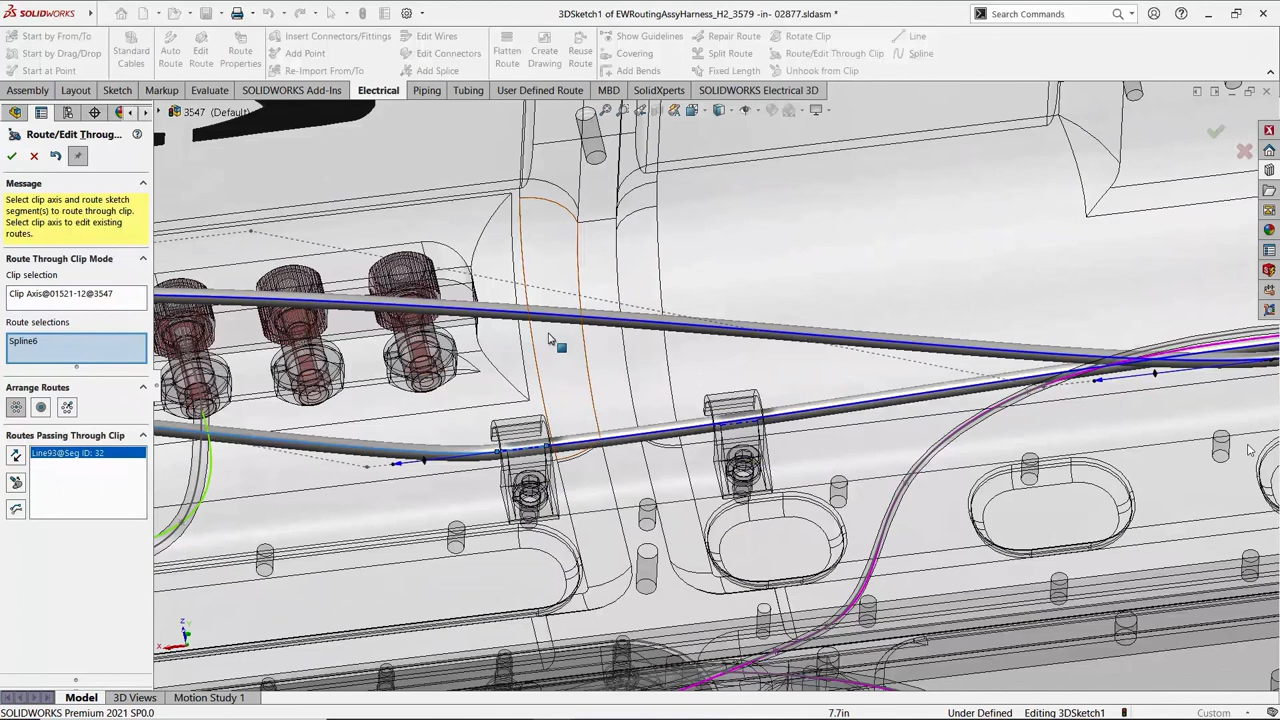 SOLIDWORKS
3DSketch1 of EWRoutingAssyHarness_H2_3579 -in- 02877.sldasm *
Search Commands
Start by From/To
Start by Drag/Drop
Start at Point
Standard Cables
Auto Route
Edit Route
Route Properties
Insert Connectors/Fittings
Add Point
Re-Import From/To
Edit Wires
Edit Connectors
Add Splice
Flatten Route
Create Drawing
Reuse Route
Show Guidelines
Covering
Add Bends
Repair Route
Split Route
Fixed Length
Rotate Clip
Route/Edit Through Clip
Unhook from Clip
Line
Spline
Assembly
Layout
Sketch
Markup
Evaluate
SOLIDWORKS Add-Ins
Electrical
Piping
Tubing
User Defined Route
MBD
SolidXperts
SOLIDWORKS Electrical 3D
3547 (Default)
Route/Edit Throug...
Message
Select clip axis and route sketch
segment(s) to route through clip.
Select clip axis to edit existing
routes.
Route Through Clip Mode
Clip selection
Clip Axis@01521-12@3547
Route selections
Spline6
Arrange Routes
Routes Passing Through Clip
Line93@Seg ID: 32
z
x
Model
3D Views
Motion Study 1
SOLIDWORKS Premium 2021 SP0.0
7.7in
Under Defined
Editing 3DSketch1
Custom